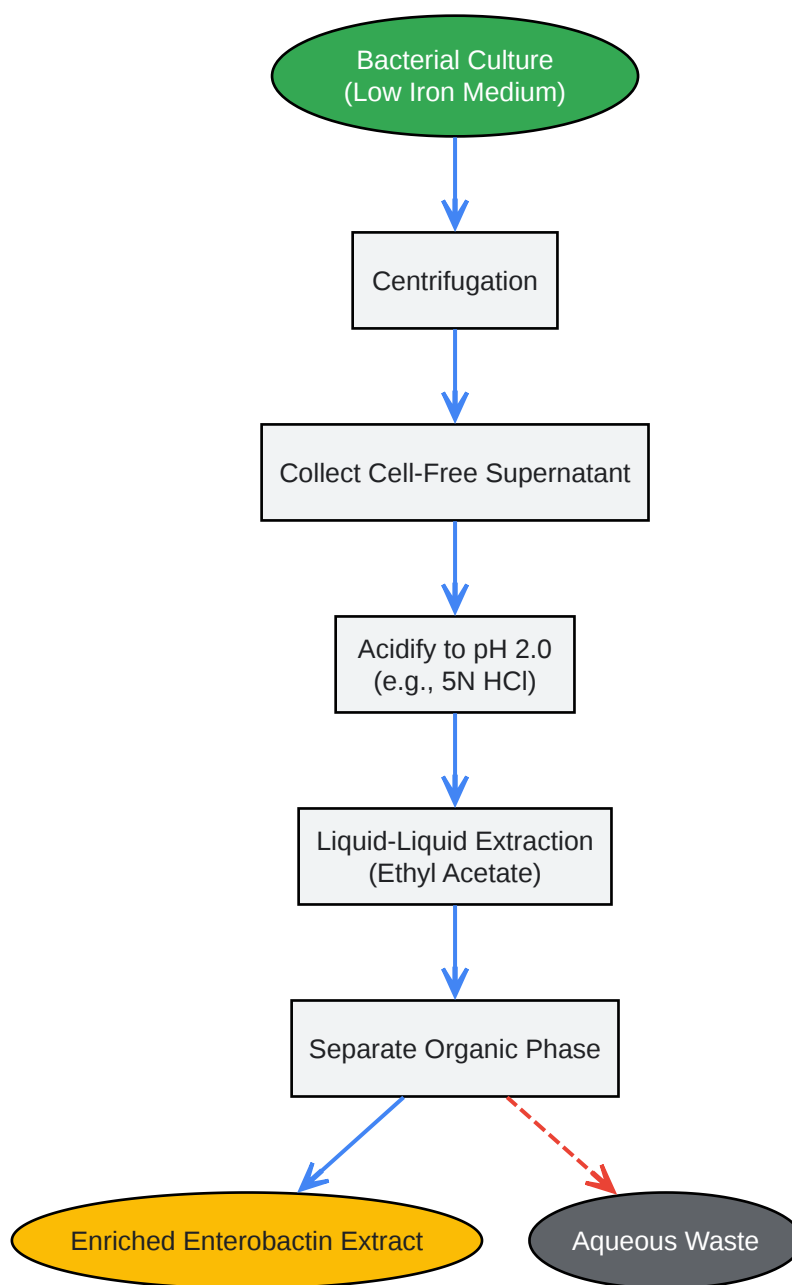 Bacterial Culture
(Low Iron Medium)
Centrifugation
Collect Cell-Free Supernatant
Acidify to pH 2.0
(e.g., 5N HCl)
Liquid-Liquid Extraction
(Ethyl Acetate)
Separate Organic Phase
Enriched Enterobactin Extract
Aqueous Waste